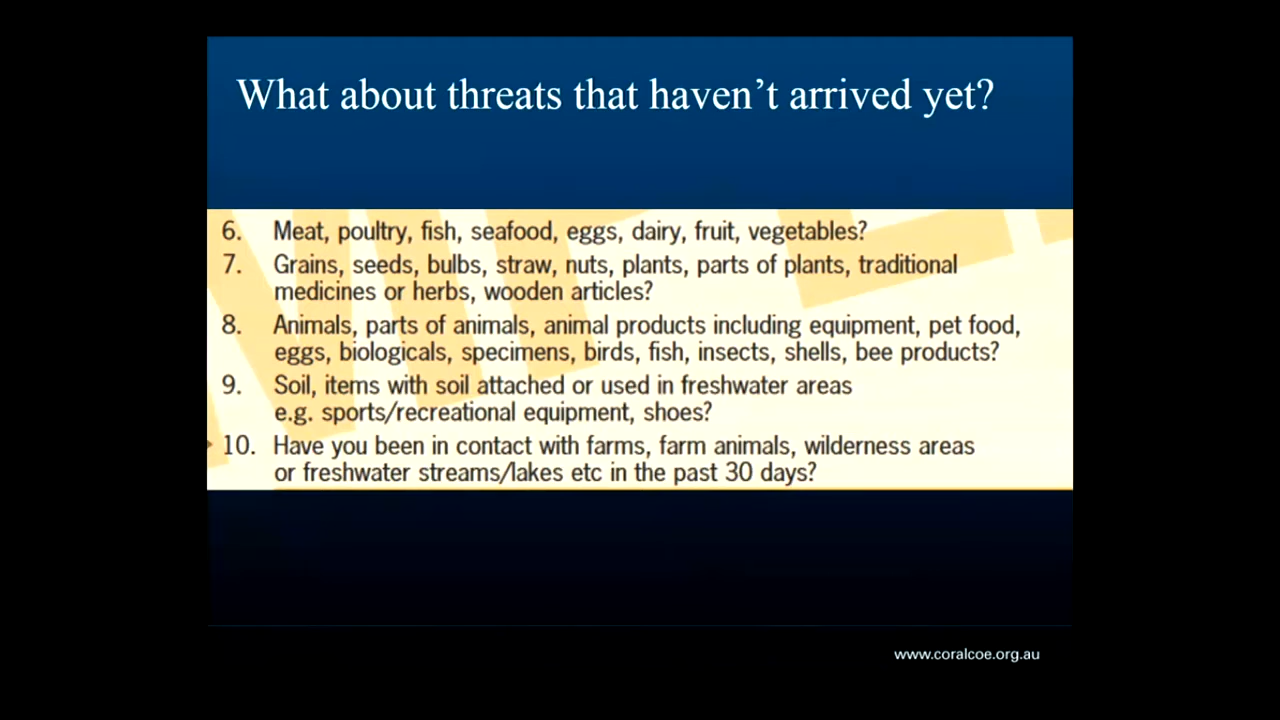 What about threats that haven't arrived yet?
6. Meat, poultry, fish, seafood, eggs, dairy, fruit, vegetables?
7. Grains, seeds, bulbs, straw, nuts, plants, parts of plants, traditional
medicines or herbs, wooden articles?
8. Animals, parts of animals, animal products including equipment, pet food,
eggs, biologicals, specimens, birds, fish, insects, shells, bee products?
9. Soil, items with soil attached or used in freshwater areas
e.g. sports/recreational equipment, shoes?
10. Have you been in contact with farms, farm animals, wilderness areas
or freshwater streams/lakes etc in the past 30 days?
www.coralcoe.org.au